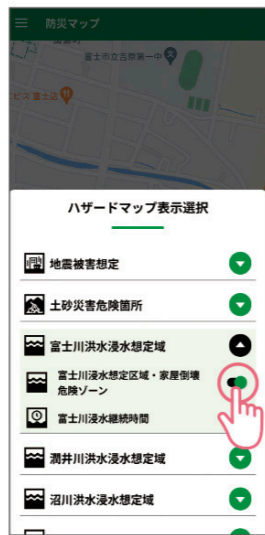 防災マップ
富士市立吉原第一中
ビス 富士店
ハザードマップ表示選択
地震被害想定
土砂災害危険箇所
富士川洪水浸水想定域
富士川浸水想定区域・家屋倒壊
危険ゾーン
富士川浸水継続時間
潤井川洪水浸水想定域
沼川洪水浸水想定域